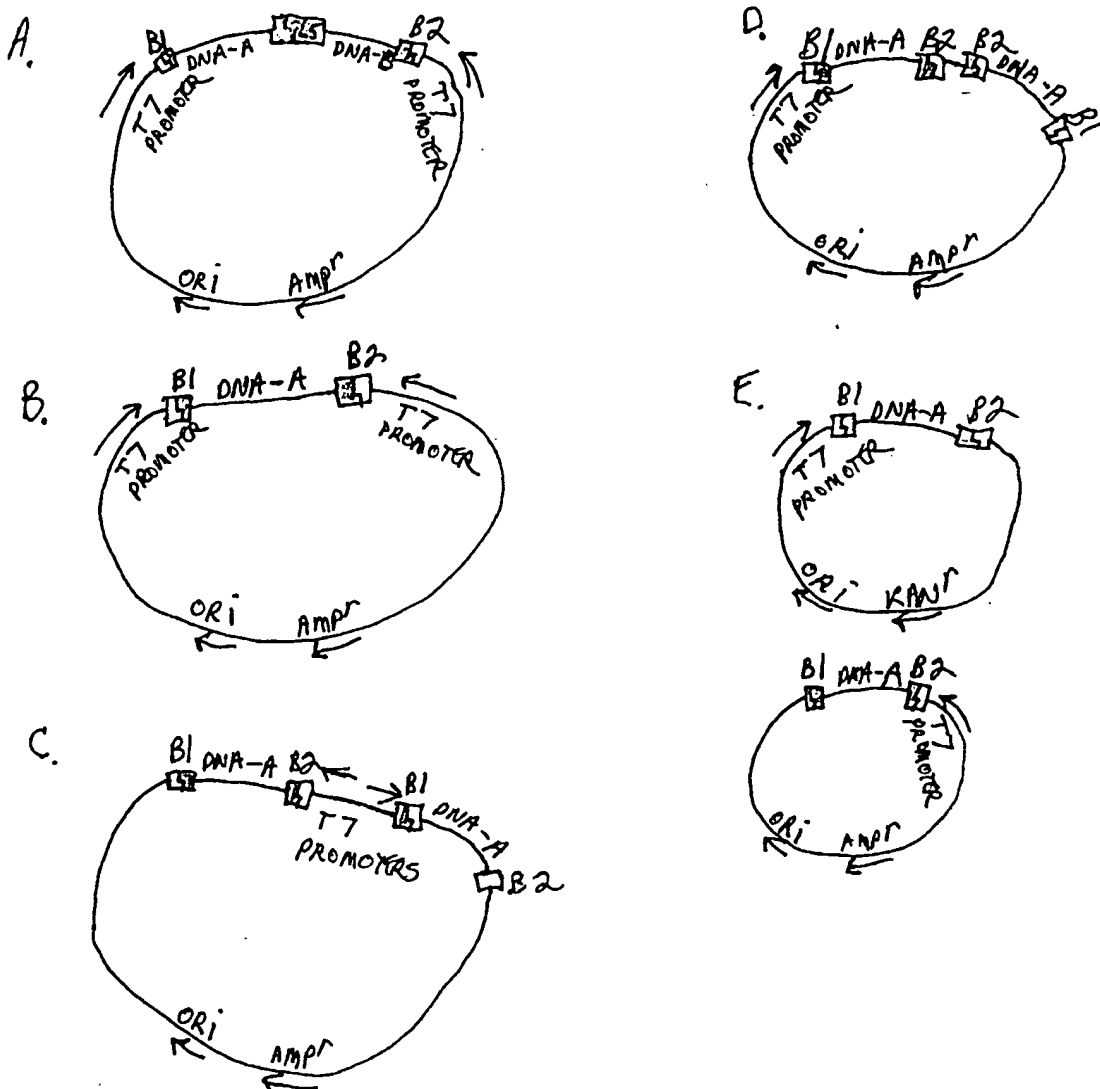 A.
B1
DNA-A
DNA-B
B2
T7
PROMOTER
T7
PROMOTER
ORi
Ampr
B.
B1
DNA-A
B2
T7
PROMOTER
T7
PROMOTER
ORi
Ampr
C.
B1
DNA-A
B2
B1
DNA-A
T7
PROMOTERS
B2
ORi
Ampr
D.
B1
DNA-A
B2
B2
DNA-A
B1
T7
PROMOTER
ORi
Ampr
E.
B1
DNA-A
B2
T7
PROMOTER
ORi
KANr
B1
DNA-A
B2
T7
PROMOTER
ORi
Ampr